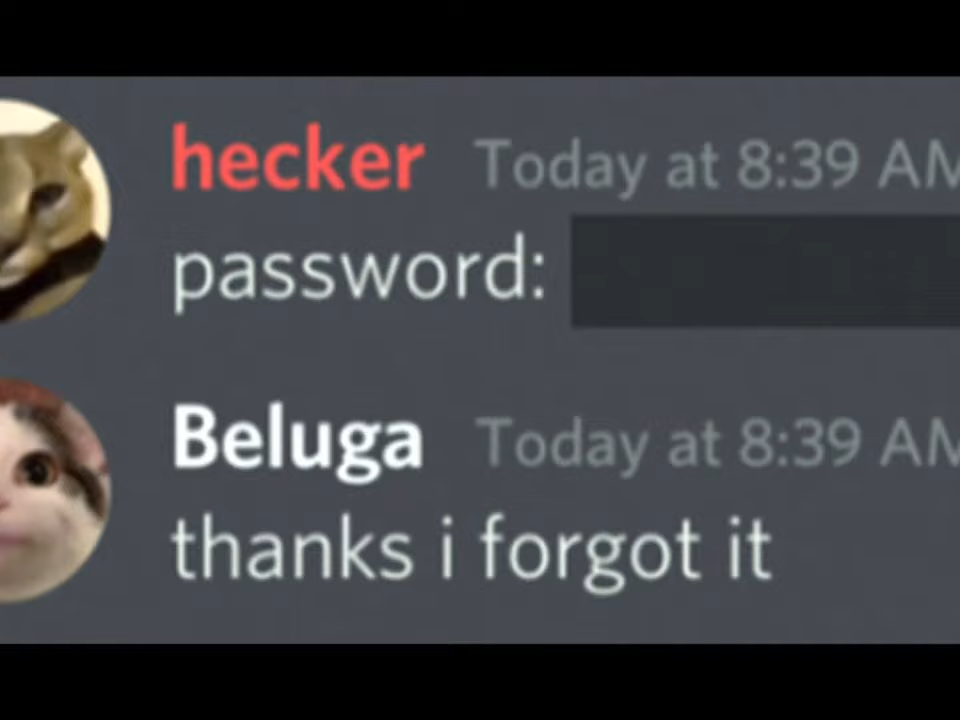 hecker Today at 8:39 AM
password:
Beluga Today at 8:39 AM
thanks i forgot it